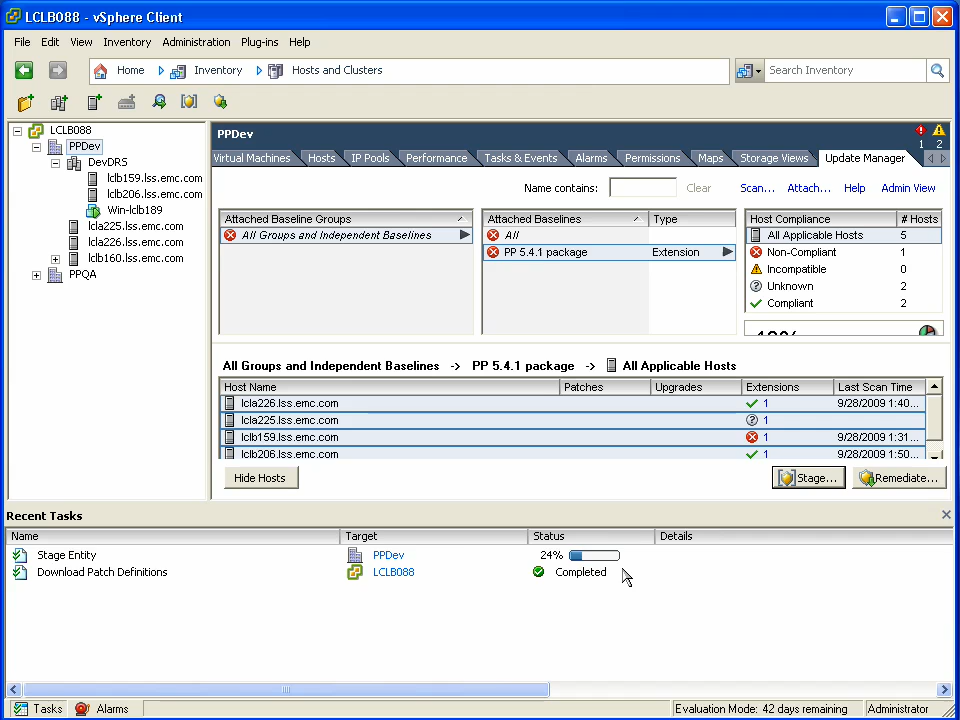 LCLB088 - vSphere Client
File Edit View Inventory Administration Plug-ins Help
Home Inventory Hosts and Clusters
Search Inventory
LCLB088
PPDev
DevDRS
lclb159.lss.emc.com
lclb206.lss.emc.com
Win-lclb189
lcla225.lss.emc.com
lcla226.lss.emc.com
lclb160.lss.emc.com
PPQA
PPDev
1 2
Virtual Machines Hosts IP Pools Performance Tasks & Events Alarms Permissions Maps Storage Views Update Manager
Name contains: Clear Scan... Attach... Help Admin View
Attached Baseline Groups
All Groups and Independent Baselines
Attached Baselines Type
All
PP 5.4.1 package Extension
Host Compliance # Hosts
All Applicable Hosts 5
Non-Compliant 1
Incompatible 0
Unknown 2
Compliant 2
All Groups and Independent Baselines -> PP 5.4.1 package -> All Applicable Hosts
Host Name Patches Upgrades Extensions Last Scan Time
lcla226.lss.emc.com 1 9/28/2009 1:40...
lcla225.lss.emc.com 1
lclb159.lss.emc.com 1 9/28/2009 1:31...
lclb206.lss.emc.com 1 9/28/2009 1:50...
Hide Hosts Stage... Remediate...
Recent Tasks
Name Target Status Details
Stage Entity PPDev 24%
Download Patch Definitions LCLB088 Completed
Tasks Alarms Evaluation Mode: 42 days remaining Administrator